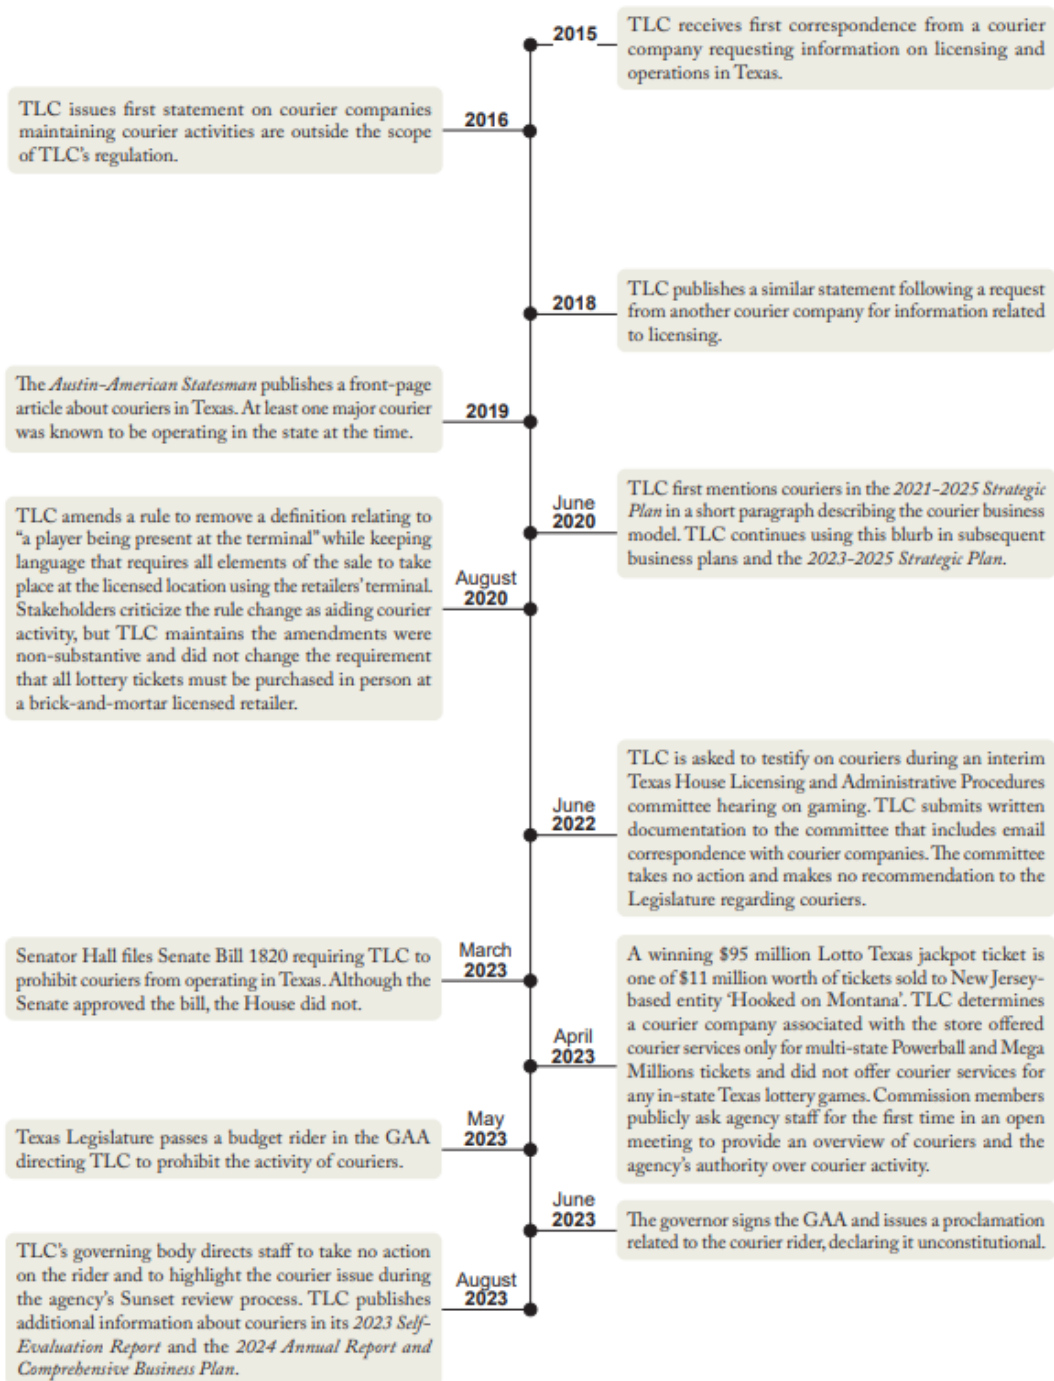 2015
TLC receives first correspondence from a courier
company requesting information on licensing and
operations in Texas.
TLC issues first statement on courier companies
maintaining courier activities are outside the scope
of TLC's regulation.
2016
2018
TLC publishes a similar statement following a request
from another courier company for information related
to licensing.
The Austin-American Statesman publishes a front-page
article about couriers in Texas. At least one major courier
was known to be operating in the state at the time.
2019
June
2020
TLC first mentions couriers in the 2021-2025 Strategic
Plan in a short paragraph describing the courier business
model. TLC continues using this blurb in subsequent
business plans and the 2023-2025 Strategic Plan.
TLC amends a rule to remove a definition relating to
“a player being present at the terminal” while keeping
language that requires all elements of the sale to take
place at the licensed location using the retailers' terminal.
Stakeholders criticize the rule change as aiding courier
activity, but TLC maintains the amendments were
non-substantive and did not change the requirement
that all lottery tickets must be purchased in person at
a brick-and-mortar licensed retailer.
August
2020
June
2022
TLC is asked to testify on couriers during an interim
Texas House Licensing and Administrative Procedures
committee hearing on gaming. TLC submits written
documentation to the committee that includes email
correspondence with courier companies. The committee
takes no action and makes no recommendation to the
Legislature regarding couriers.
Senator Hall files Senate Bill 1820 requiring TLC to
prohibit couriers from operating in Texas. Although the
Senate approved the bill, the House did not.
March
2023
April
2023
A winning $95 million Lotto Texas jackpot ticket is
one of $11 million worth of tickets sold to New Jersey-
based entity ‘Hooked on Montana’. TLC determines
a courier company associated with the store offered
courier services only for multi-state Powerball and Mega
Millions tickets and did not offer courier services for
any in-state Texas lottery games. Commission members
publicly ask agency staff for the first time in an open
meeting to provide an overview of couriers and the
agency's authority over courier activity.
Texas Legislature passes a budget rider in the GAA
directing TLC to prohibit the activity of couriers.
May
2023
June
2023
The governor signs the GAA and issues a proclamation
related to the courier rider, declaring it unconstitutional.
TLC's governing body directs staff to take no action
on the rider and to highlight the courier issue during
the agency's Sunset review process. TLC publishes
additional information about couriers in its 2023 Self-
Evaluation Report and the 2024 Annual Report and
Comprehensive Business Plan.
August
2023